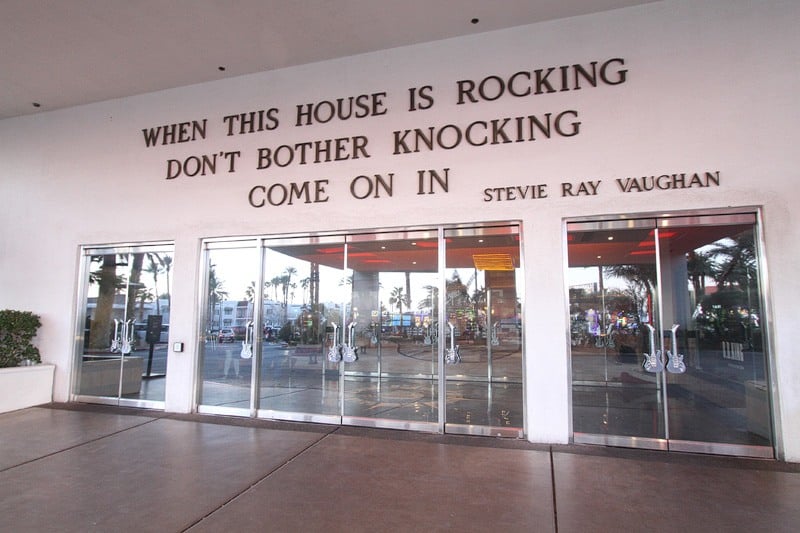 WHEN THIS HOUSE IS ROCKING
DON'T BOTHER KNOCKING
COME ON IN
STEVIE RAY VAUGHAN